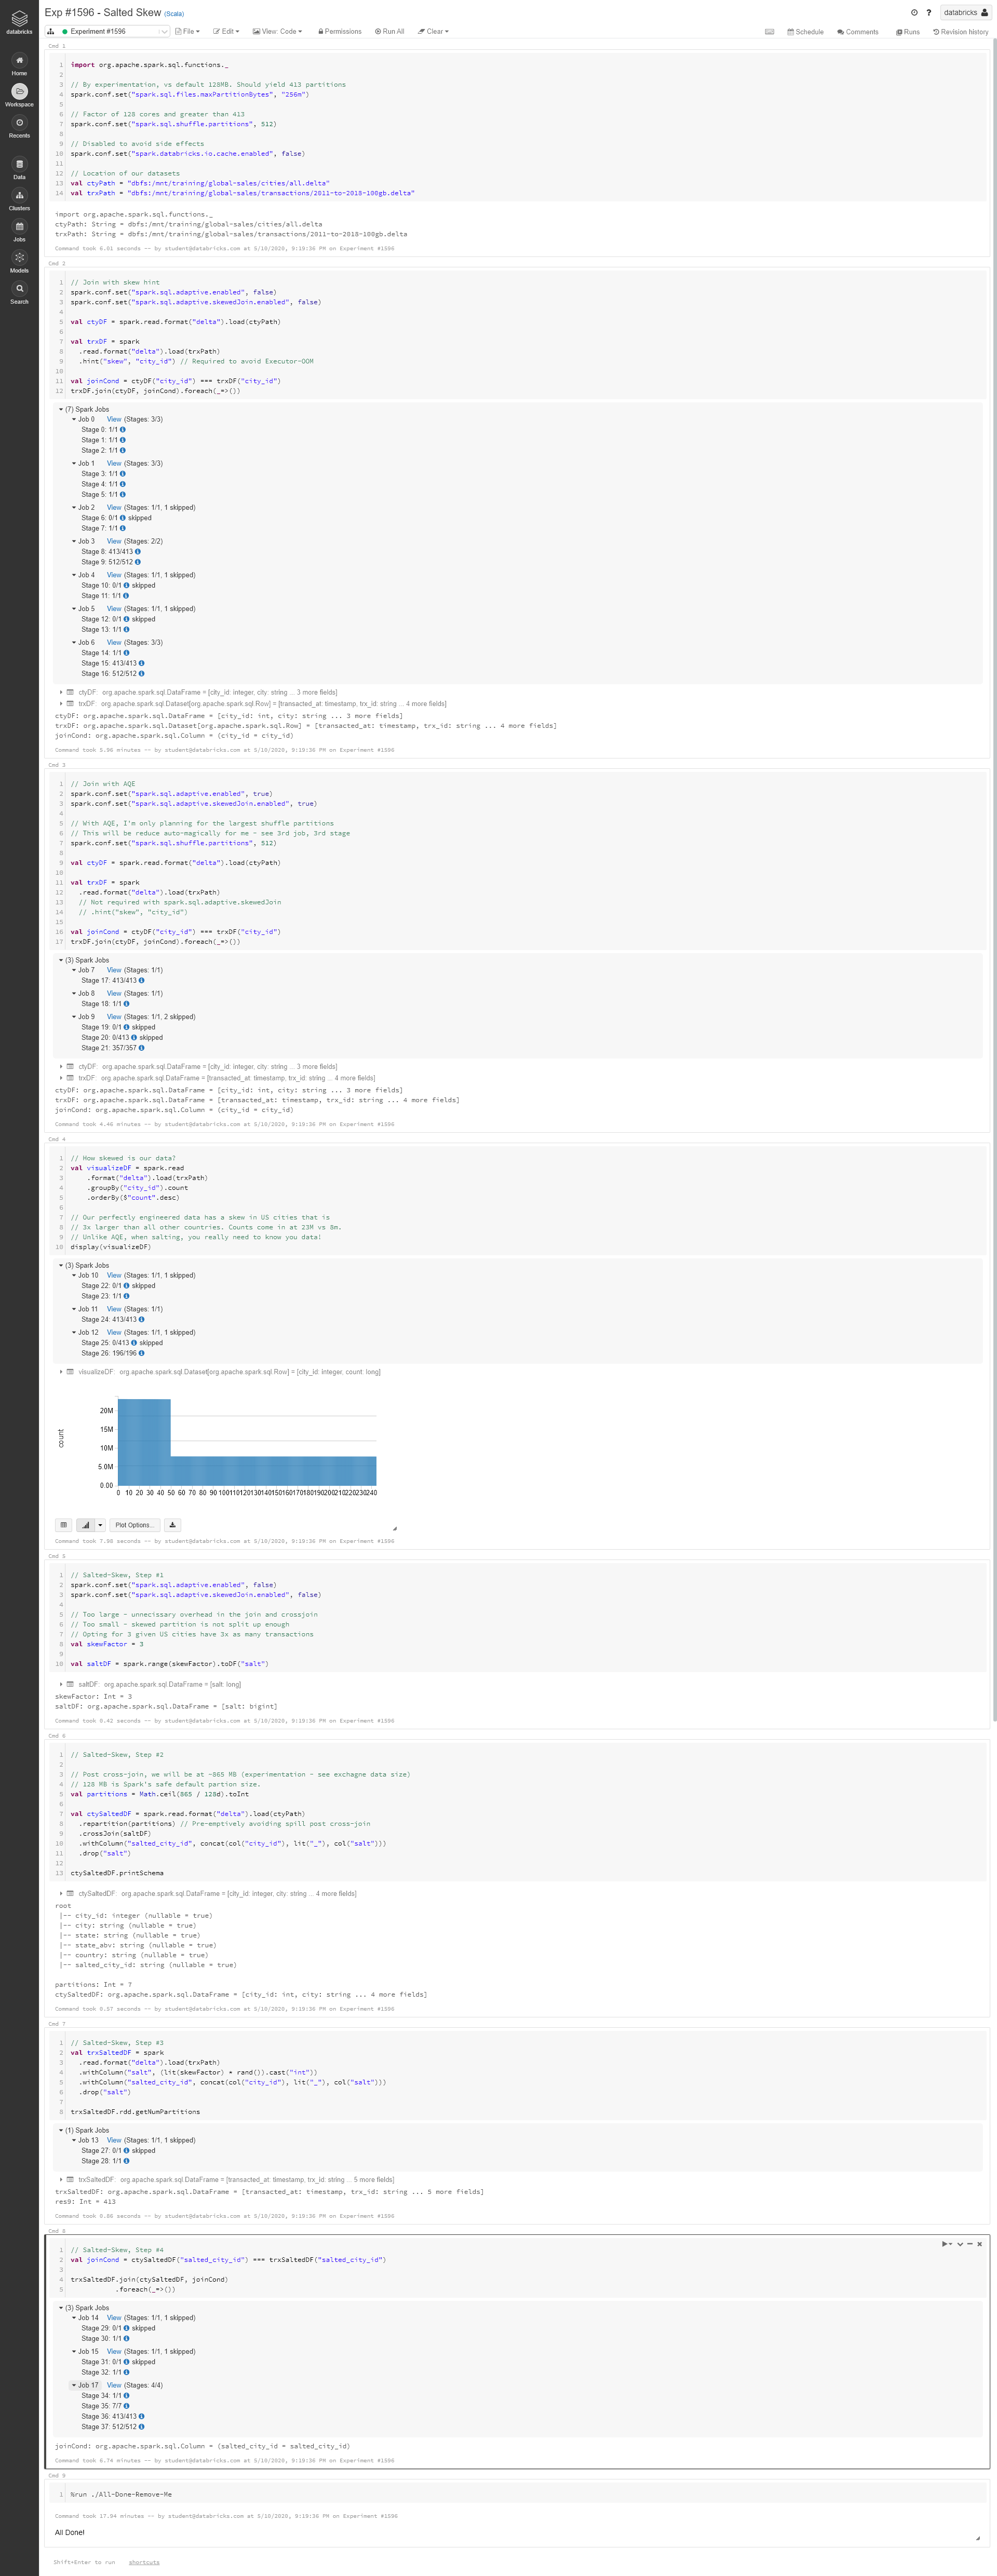 Exp #1596 - Salted Skew (Scala)
databricks
databricks
Experiment #1596
File
Edit
View: Code
Permissions
Run All
Clear
Schedule
Comments
Runs
Revision history
Home
Workspace
Recents
Data
Clusters
Jobs
Models
Search
Cmd 1
1 import org.apache.spark.sql.functions._
2
3 // By experimentation, vs default 128MB. Should yield 413 partitions
4 spark.conf.set("spark.sql.files.maxPartitionBytes", "256m")
5
6 // Factor of 128 cores and greater than 413
7 spark.conf.set("spark.sql.shuffle.partitions", 512)
8
9 // Disabled to avoid side effects
10 spark.conf.set("spark.databricks.io.cache.enabled", false)
11
12 // Location of our datasets
13 val ctyPath = "dbfs:/mnt/training/global-sales/cities/all.delta"
14 val trxPath = "dbfs:/mnt/training/global-sales/transactions/2011-to-2018-100gb.delta"
import org.apache.spark.sql.functions._
ctyPath: String = dbfs:/mnt/training/global-sales/cities/all.delta
trxPath: String = dbfs:/mnt/training/global-sales/transactions/2011-to-2018-100gb.delta
Command took seconds -- by student@databricks.com at 5/10/2020, 9:19:36 PM on Experiment #1596
Cmd 2
1 // Join with skew hint
2 spark.conf.set("spark.sql.adaptive.enabled", false)
3 spark.conf.set("spark.sql.adaptive.skewedJoin.enabled", false)
4
5 val ctyDF = spark.read.format("delta").load(ctyPath)
6
7 val trxDF = spark
8 .read.format("delta").load(trxPath)
9 .hint("skew", "city_id") // Required to avoid Executor-OOM
10
11 val joinCond = ctyDF("city_id") === trxDF("city_id")
12 trxDF.join(ctyDF, joinCond).foreach(_=>())
(7) Spark Jobs
Job 0 View (Stages: 3/3)
Stage 0: 1/1
Stage 1: 1/1
Stage 2: 1/1
Job 1 View (Stages: 3/3)
Stage 3: 1/1
Stage 4: 1/1
Stage 5: 1/1
Job 2 View (Stages: 1/1, 1 skipped)
Stage 6: 0/1 skipped
Stage 7: 1/1
Job 3 View (Stages: 2/2)
Stage 8: 413/413
Stage 9: 512/512
Job 4 View (Stages: 1/1, 1 skipped)
Stage 10: 0/1 skipped
Stage 11: 1/1
Job 5 View (Stages: 1/1, 1 skipped)
Stage 12: 0/1 skipped
Stage 13: 1/1
Job 6 View (Stages: 3/3)
Stage 14: 1/1
Stage 15: 413/413
Stage 16: 512/512
ctyDF: org.apache.spark.sql.DataFrame = [city_id: integer, city: string ... 3 more fields]
trxDF: org.apache.spark.sql.Dataset[org.apache.spark.sql.Row] = [transacted_at: timestamp, trx_id: string ... 4 more fields]
ctyDF: org.apache.spark.sql.DataFrame = [city_id: int, city: string ... 3 more fields]
trxDF: org.apache.spark.sql.Dataset[org.apache.spark.sql.Row] = [transacted_at: timestamp, trx_id: string ... 4 more fields]
joinCond: org.apache.spark.sql.Column = (city_id = city_id)
Command took 5.96 minutes -- by student@databricks.com at 5/10/2020, 9:19:36 PM on Experiment #1596
Cmd 3
1 // Join with AQE
2 spark.conf.set("spark.sql.adaptive.enabled", true)
3 spark.conf.set("spark.sql.adaptive.skewedJoin.enabled", true)
4
5 // With AQE, I'm only planning for the largest shuffle partitions
6 // This will be reduce auto-magically for me - see 3rd job, 3rd stage
7 spark.conf.set("spark.sql.shuffle.partitions", 512)
8
9 val ctyDF = spark.read.format("delta").load(ctyPath)
10
11 val trxDF = spark
12 .read.format("delta").load(trxPath)
13 // Not required with spark.sql.adaptive.skewedJoin
14 // .hint("skew", "city_id")
15
16 val joinCond = ctyDF("city_id") === trxDF("city_id")
17 trxDF.join(ctyDF, joinCond).foreach(_=>())
(3) Spark Jobs
Job 7 View (Stages: 1/1)
Stage 17: 413/413
Job 8 View (Stages: 1/1)
Stage 18: 1/1
Job 9 View (Stages: 1/1, 2 skipped)
Stage 19: 0/1 skipped
Stage 20: 0/413 skipped
Stage 21: 357/357
ctyDF: org.apache.spark.sql.DataFrame = [city_id: integer, city: string ... 3 more fields]
trxDF: org.apache.spark.sql.DataFrame = [transacted_at: timestamp, trx_id: string ... 4 more fields]
ctyDF: org.apache.spark.sql.DataFrame = [city_id: int, city: string ... 3 more fields]
trxDF: org.apache.spark.sql.DataFrame = [transacted_at: timestamp, trx_id: string ... 4 more fields]
joinCond: org.apache.spark.sql.Column = (city_id = city_id)
Command took 4.46 minutes -- by student@databricks.com at 5/10/2020, 9:19:36 PM on Experiment #1596
Cmd 4
1 // How skewed is our data?
2 val visualizeDF = spark.read
3 .format("delta").load(trxPath)
4 .groupBy("city_id").count
5 .orderBy($"count".desc)
6
7 // Our perfectly engineered data has a skew in US cities that is
8 // 3x larger than all other countries. Counts come in at 23M vs 8m.
9 // Unlike AQE, when salting, you really need to know you data!
10 display(visualizeDF)
(3) Spark Jobs
Job 10 View (Stages: 1/1, 1 skipped)
Stage 22: 0/1 skipped
Stage 23: 1/1
Job 11 View (Stages: 1/1)
Stage 24: 413/413
Job 12 View (Stages: 1/1, 1 skipped)
Stage 25: 0/413 skipped
Stage 26: 196/196
visualizeDF: org.apache.spark.sql.Dataset[org.apache.spark.sql.Row] = [city_id: integer, count: long]
20M
15M
10M
5.0M
0.00
count
0 10 20 30 40 50 60 70 80 90 100110120130140150160170180190200210220230240
Plot Options...
Command took 7.98 seconds -- by student@databricks.com at 5/10/2020, 9:19:36 PM on Experiment #1596
Cmd 5
1 // Salted-Skew, Step #1
2 spark.conf.set("spark.sql.adaptive.enabled", false)
3 spark.conf.set("spark.sql.adaptive.skewedJoin.enabled", false)
4
5 // Too large - unnecissary overhead in the join and crossjoin
6 // Too small - skewed partition is not split up enough
7 // Opting for 3 given US cities have 3x as many transactions
8 val skewFactor = 3
9
10 val saltDF = spark.range(skewFactor).toDF("salt")
saltDF: org.apache.spark.sql.DataFrame = [salt: long]
skewFactor: Int = 3
saltDF: org.apache.spark.sql.DataFrame = [salt: bigint]
Command took 0.42 seconds -- by student@databricks.com at 5/10/2020, 9:19:36 PM on Experiment #1596
Cmd 6
1 // Salted-Skew, Step #2
2
3 // Post cross-join, we will be at ~865 MB (experimentation - see exchagne data size)
4 // 128 MB is Spark's safe default partion size.
5 val partitions = Math.ceil(865 / 128d).toInt
6
7 val ctySaltedDF = spark.read.format("delta").load(ctyPath)
8 .repartition(partitions) // Pre-emptively avoiding spill post cross-join
9 .crossJoin(saltDF)
10 .withColumn("salted_city_id", concat(col("city_id"), lit("_"), col("salt")))
11 .drop("salt")
12
13 ctySaltedDF.printSchema
ctySaltedDF: org.apache.spark.sql.DataFrame = [city_id: integer, city: string ... 4 more fields]
root
|-- city_id: integer (nullable = true)
|-- city: string (nullable = true)
|-- state: string (nullable = true)
|-- state_abv: string (nullable = true)
|-- country: string (nullable = true)
|-- salted_city_id: string (nullable = true)
partitions: Int = 7
ctySaltedDF: org.apache.spark.sql.DataFrame = [city_id: int, city: string ... 4 more fields]
Command took 0.57 seconds -- by student@databricks.com at 5/10/2020, 9:19:36 PM on Experiment #1596
Cmd 7
1 // Salted-Skew, Step #3
2 val trxSaltedDF = spark
3 .read.format("delta").load(trxPath)
4 .withColumn("salt", (lit(skewFactor) * rand()).cast("int"))
5 .withColumn("salted_city_id", concat(col("city_id"), lit("_"), col("salt")))
6 .drop("salt")
7
8 trxSaltedDF.rdd.getNumPartitions
(1) Spark Jobs
Job 13 View (Stages: 1/1, 1 skipped)
Stage 27: 0/1 skipped
Stage 28: 1/1
trxSaltedDF: org.apache.spark.sql.DataFrame = [transacted_at: timestamp, trx_id: string ... 5 more fields]
trxSaltedDF: org.apache.spark.sql.DataFrame = [transacted_at: timestamp, trx_id: string ... 5 more fields]
res9: Int = 413
Command took 0.86 seconds -- by student@databricks.com at 5/10/2020, 9:19:36 PM on Experiment #1596
Cmd 8
1 // Salted-Skew, Step #4
2 val joinCond = ctySaltedDF("salted_city_id") === trxSaltedDF("salted_city_id")
3
4 trxSaltedDF.join(ctySaltedDF, joinCond)
5 .foreach(_=>())
(3) Spark Jobs
Job 14 View (Stages: 1/1, 1 skipped)
Stage 29: 0/1 skipped
Stage 30: 1/1
Job 15 View (Stages: 1/1, 1 skipped)
Stage 31: 0/1 skipped
Stage 32: 1/1
Job 17 View (Stages: 4/4)
Stage 34: 1/1
Stage 35: 7/7
Stage 36: 413/413
Stage 37: 512/512
joinCond: org.apache.spark.sql.Column = (salted_city_id = salted_city_id)
Command took 6.74 minutes -- by student@databricks.com at 5/10/2020, 9:19:36 PM on Experiment #1596
Cmd 9
1 %run ./All-Done-Remove-Me
Command took 17.94 minutes -- by student@databricks.com at 5/10/2020, 9:19:36 PM on Experiment #1596
All Done!
Shift+Enter to run shortcuts